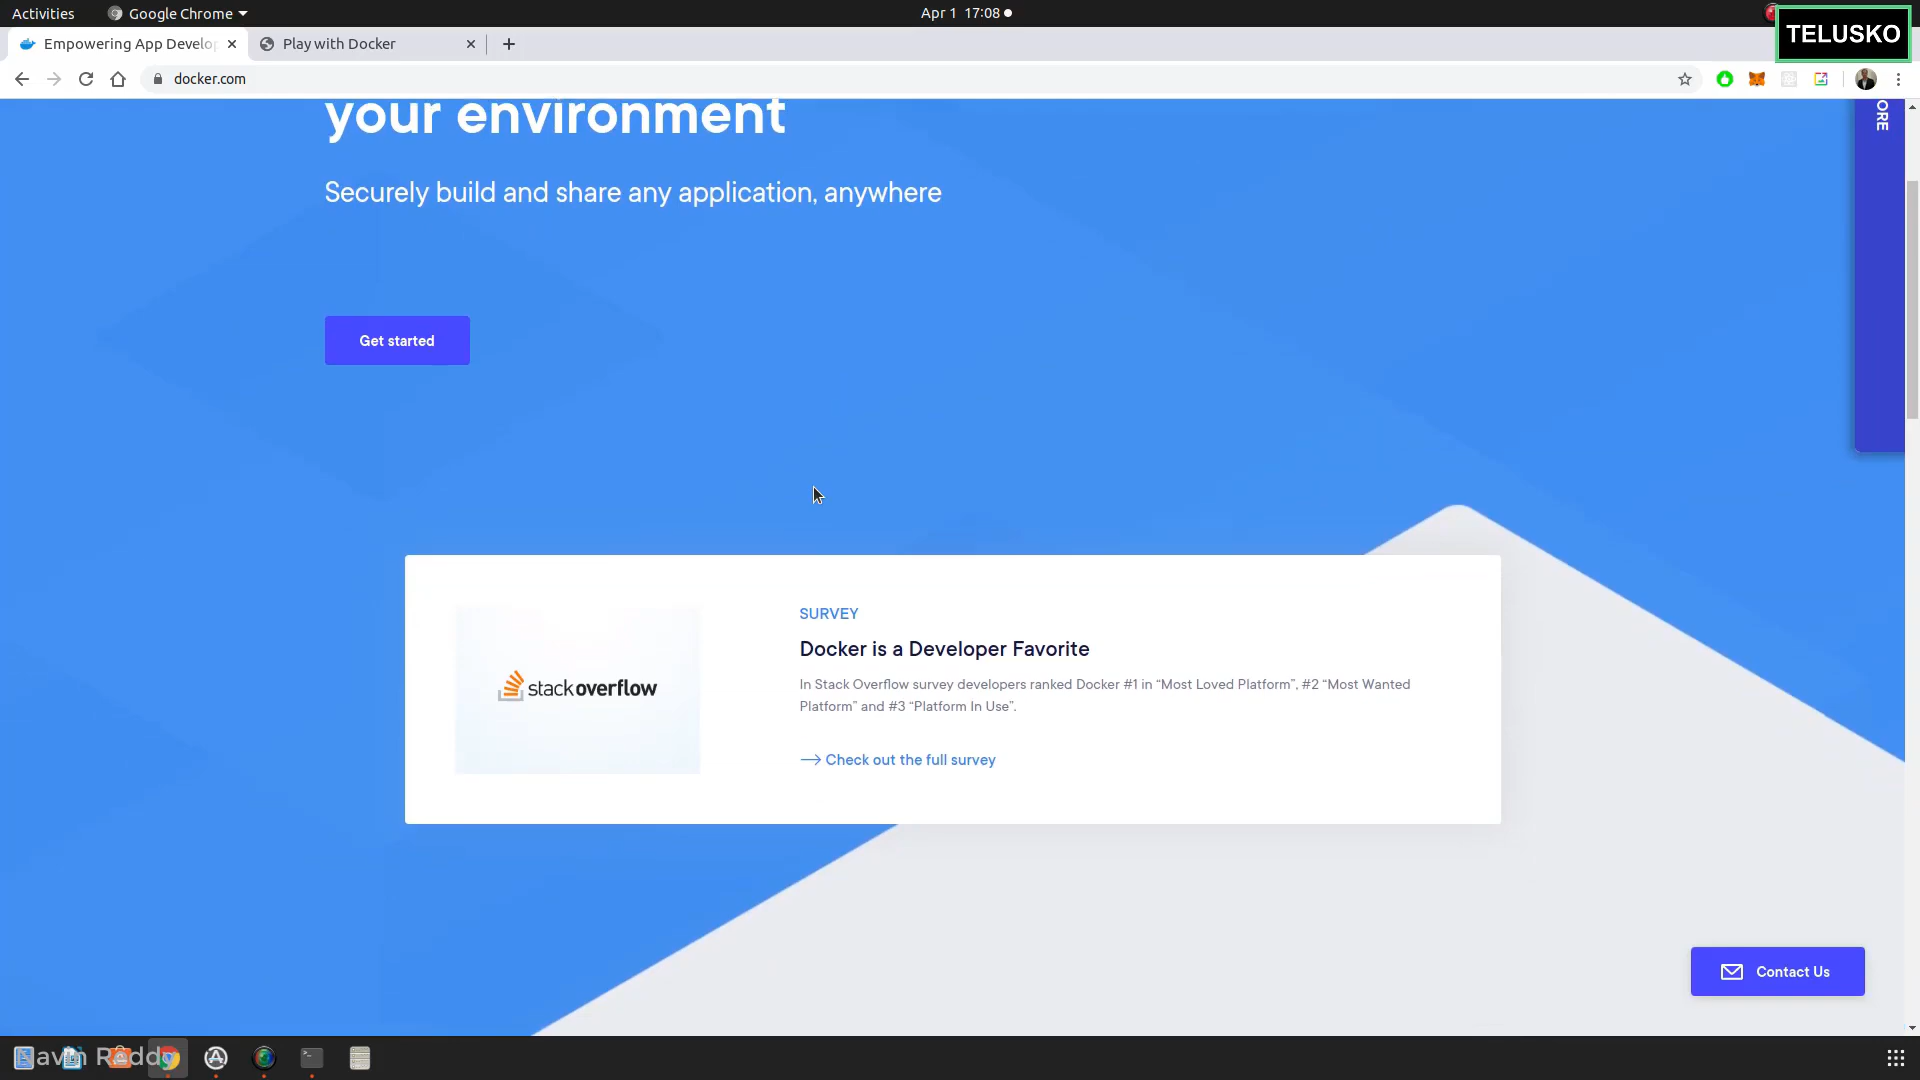 Activities
Google Chrome
Apr 1 17:08
TELUSKO
Empowering App Develop
Play with Docker
docker.com
your environment
ORE
Securely build and share any application, anywhere
Get started
SURVEY
Docker is a Developer Favorite
stackoverflow
In Stack Overflow survey developers ranked Docker #1 in “Most Loved Platform”, #2 “Most Wanted
Platform” and #3 “Platform In Use”.
Check out the full survey
Contact Us
Navin Reddy